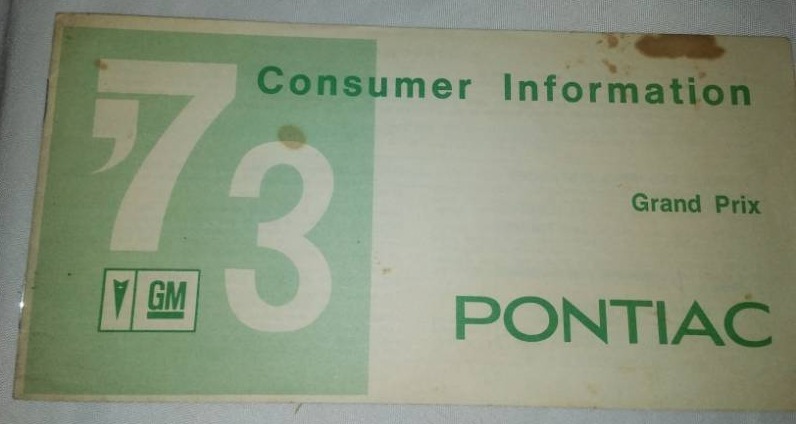 '73
Consumer Information
Grand Prix
GM
PONTIAC